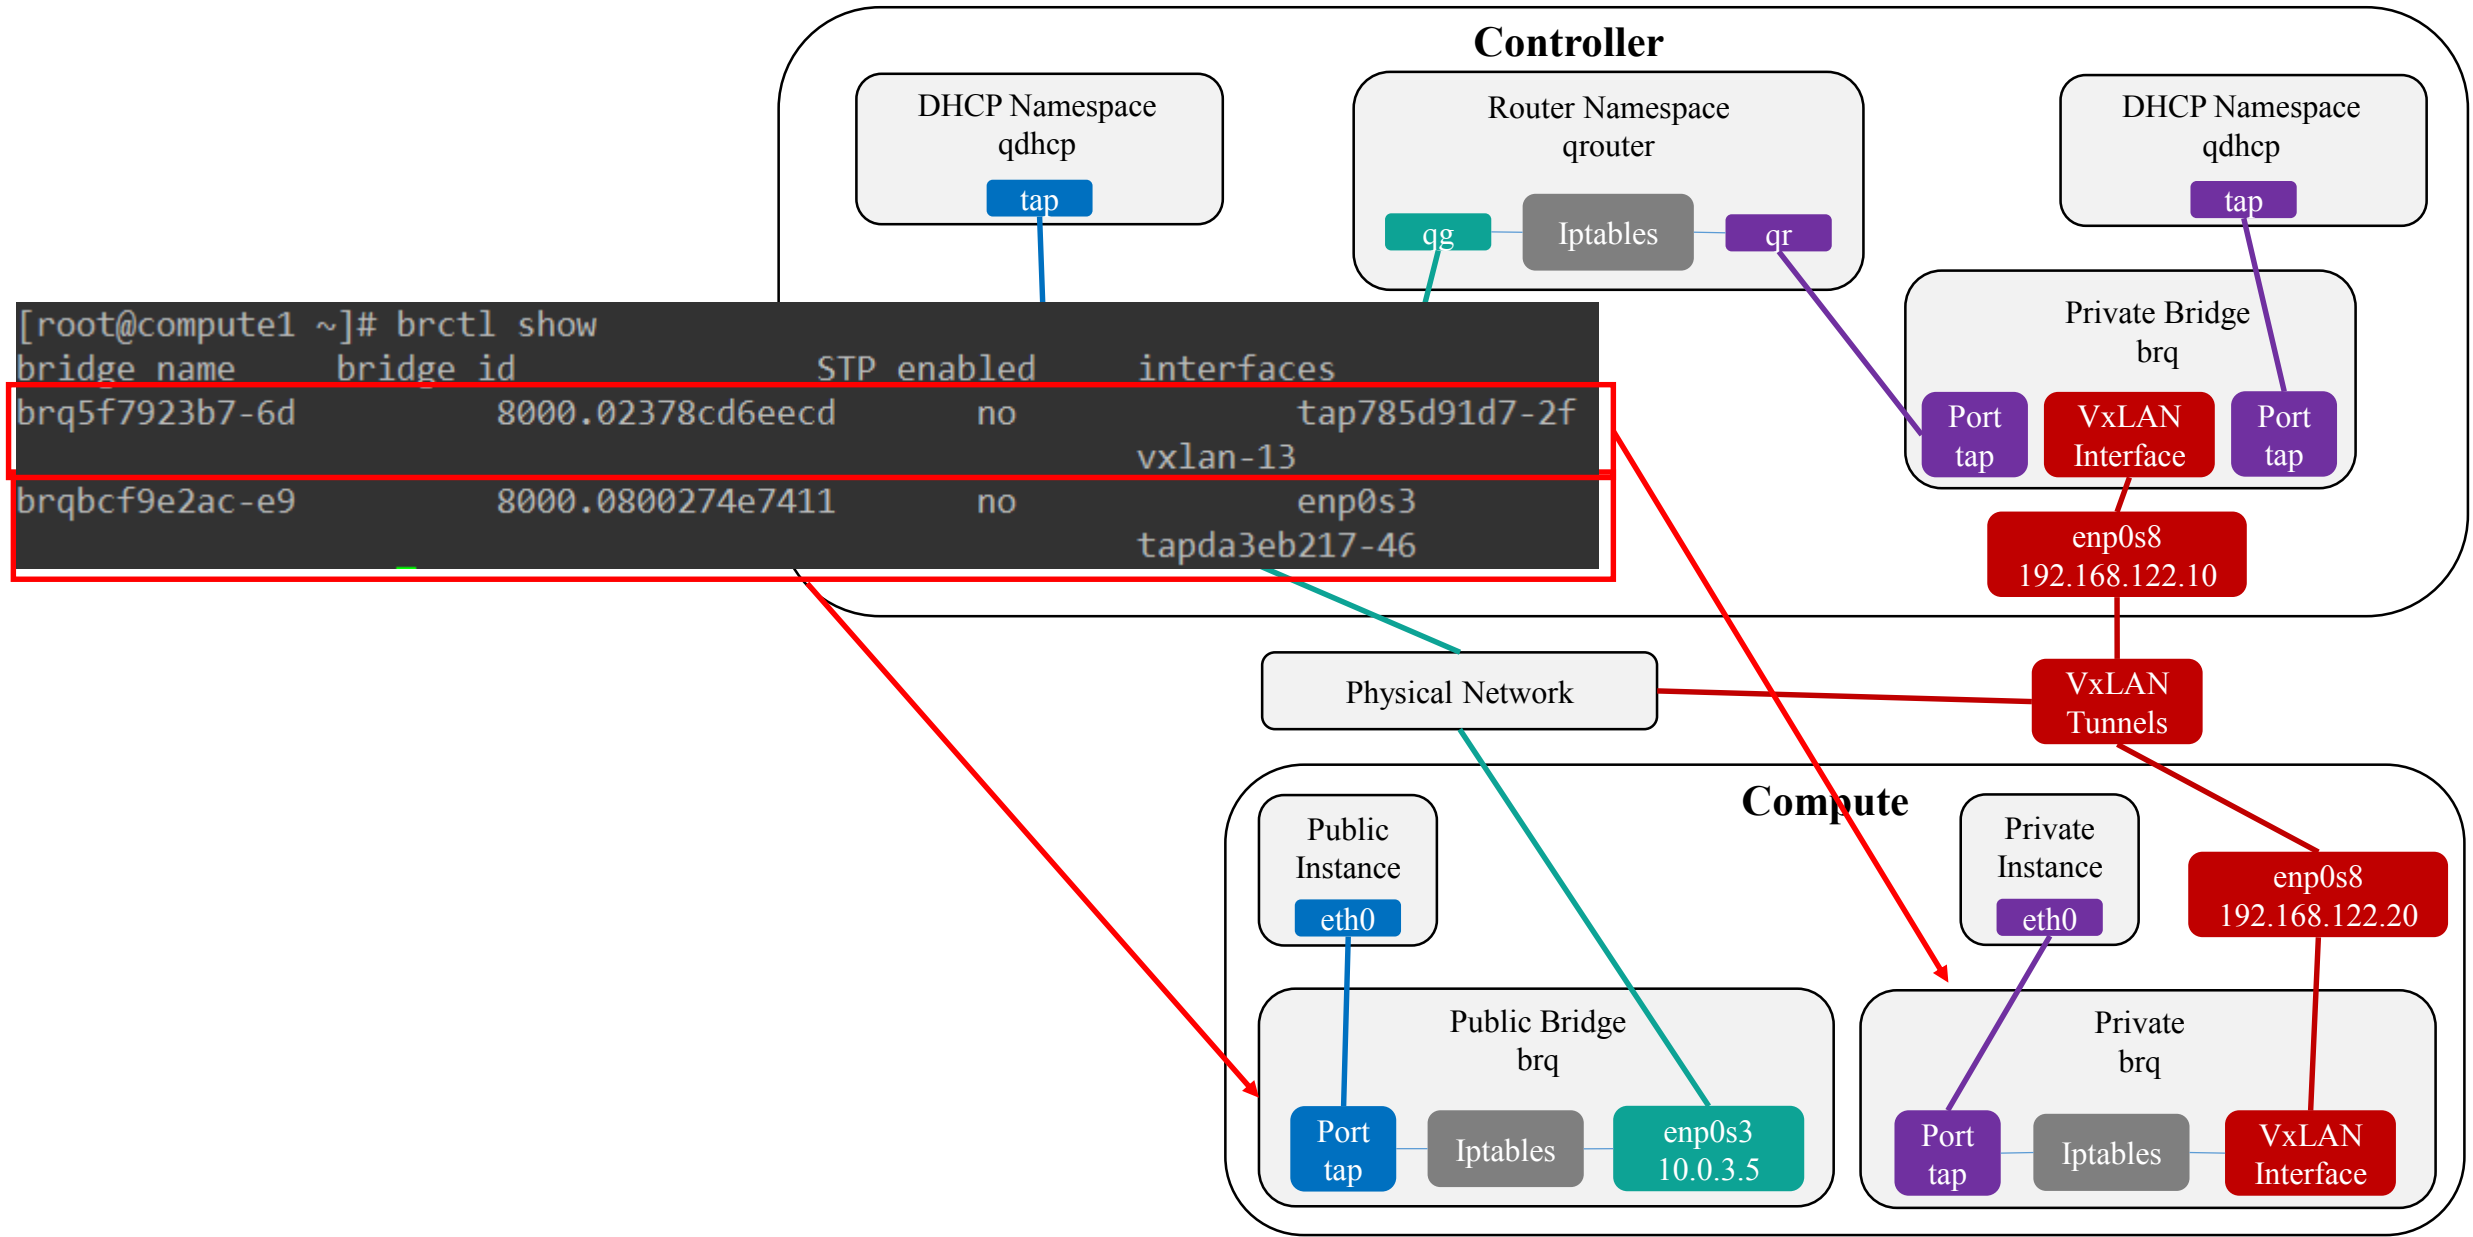 Controller
DHCP Namespace
qdhcp
tap
Router Namespace
qrouter
qg
Iptables
qr
DHCP Namespace
qdhcp
tap
Private Bridge
brq
Port
tap
VxLAN
Interface
Port
tap
enp0s8
192.168.122.10
[root@compute1 ~]# brctl show
bridge name bridge id STP enabled interfaces
brq5f7923b7-6d 8000.02378cd6eecd no tap785d91d7-2f
vxlan-13
brqbcf9e2ac-e9 8000.0800274e7411 no enp0s3
tapda3eb217-46
Physical Network
VxLAN
Tunnels
Compute
Public
Instance
eth0
Private
Instance
eth0
enp0s8
192.168.122.20
Public Bridge
brq
Port
tap
Iptables
enp0s3
10.0.3.5
Private
brq
Port
tap
Iptables
VxLAN
Interface